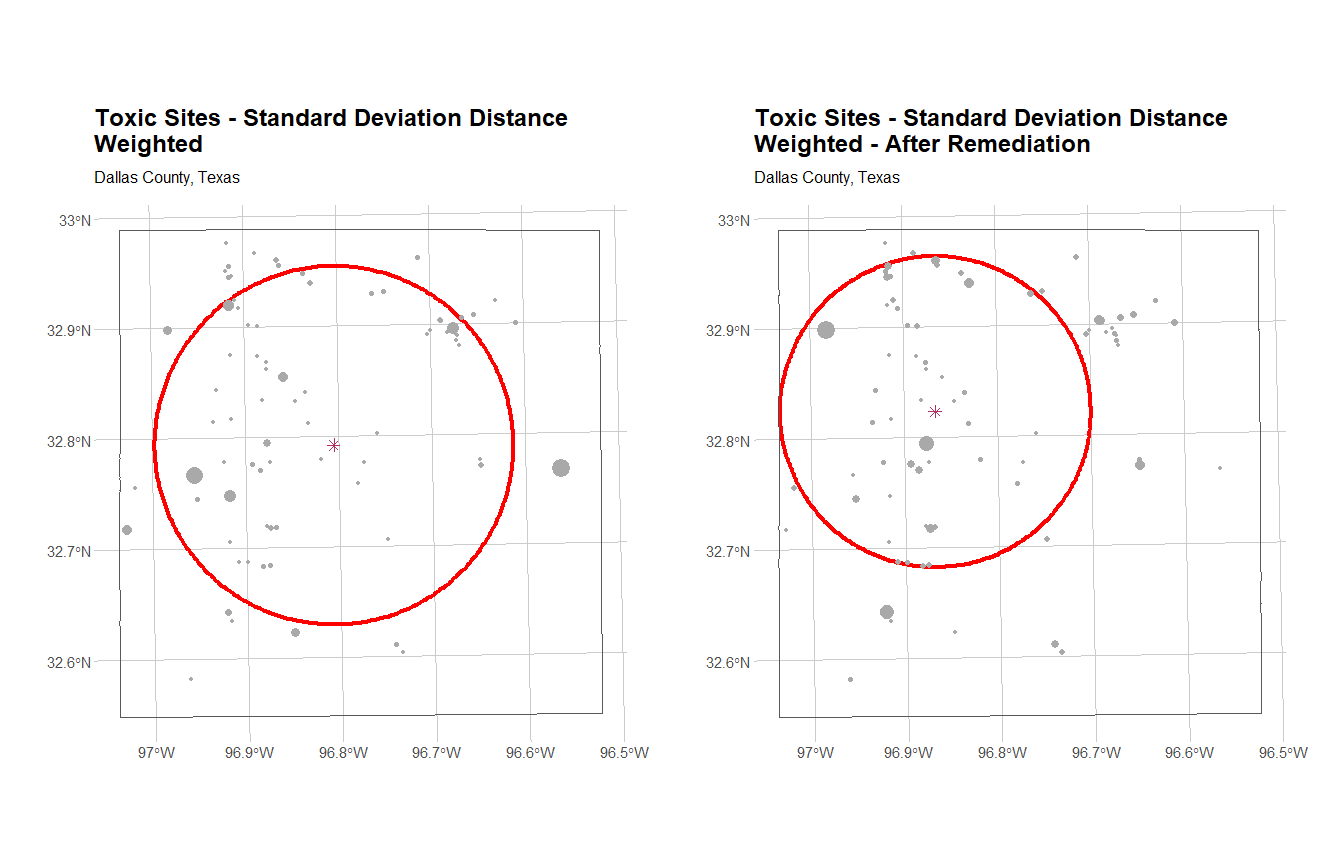 Toxic Sites - Standard Deviation Distance
Weighted
Dallas County, Texas
33°N
32.9°N
32.8°N
32.7°N
32.6°N
97°W 96.9°W 96.8°W 96.7°W 96.6°W 96.5°W
Toxic Sites - Standard Deviation Distance
Weighted - After Remediation
Dallas County, Texas
33°N
32.9°N
32.8°N
32.7°N
32.6°N
97°W 96.9°W 96.8°W 96.7°W 96.6°W 96.5°W